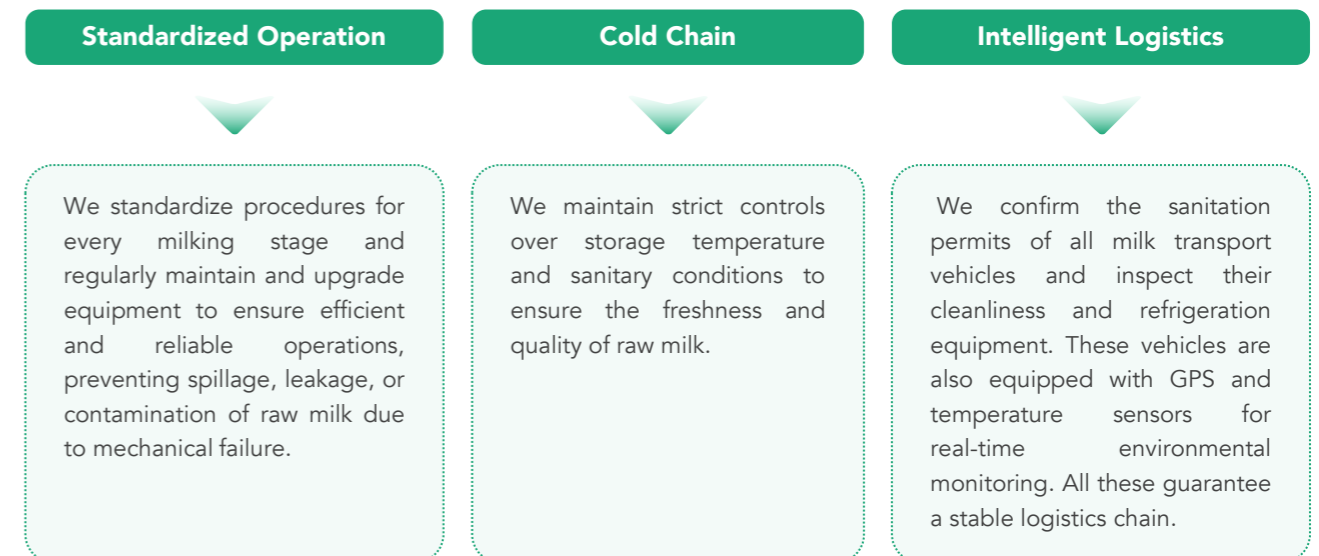 Standardized Operation
We standardize procedures for
every milking stage and
regularly maintain and upgrade
equipment to ensure efficient
and reliable operations,
preventing spillage, leakage, or
contamination of raw milk due
to mechanical failure.
Cold Chain
We maintain strict controls
over storage temperature
and sanitary conditions to
ensure the freshness and
quality of raw milk.
Intelligent Logistics
We confirm the sanitation
permits of all milk transport
vehicles and inspect their
cleanliness and refrigeration
equipment. These vehicles are
also equipped with GPS and
temperature sensors for
real-time environmental
monitoring. All these guarantee
a stable logistics chain.